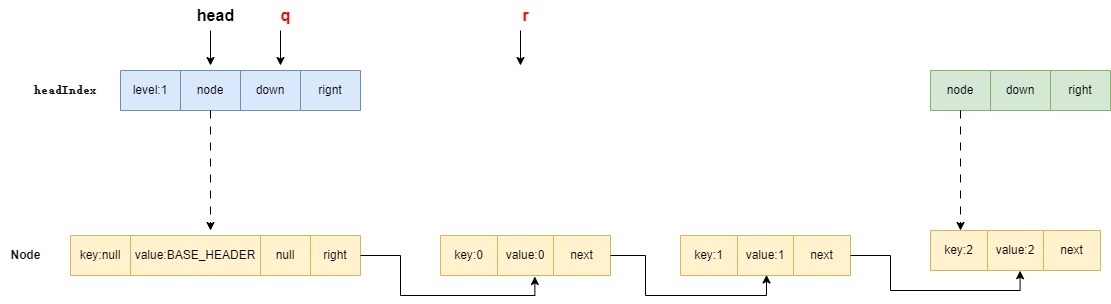 head q r
headIndex level:1 node down rignt node down right
Node key:null value:BASE_HEADER null right key:0 value:0 next key:1 value:1 next key:2 value:2 next